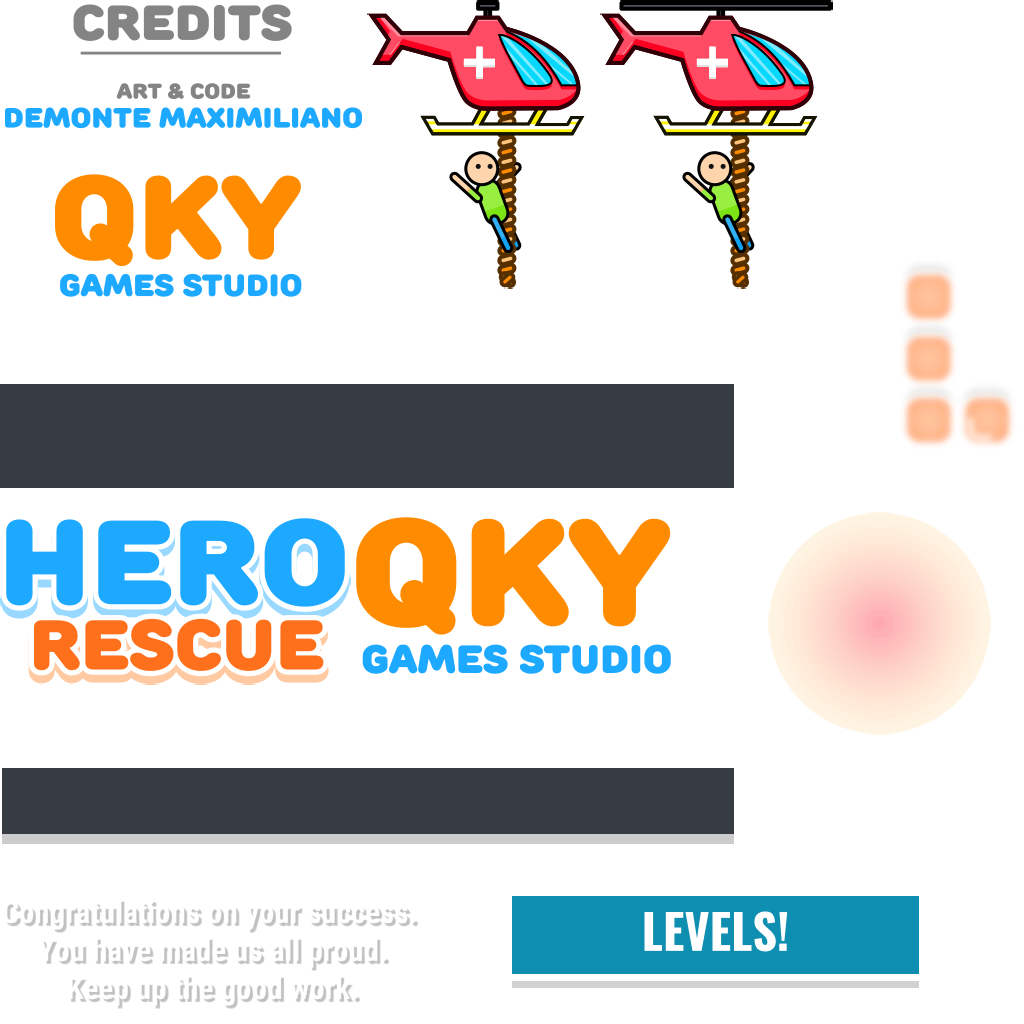 CREDITS
ART & CODE
DEMONTE MAXIMILIANO
QKY
GAMES STUDIO
HERO
RESCUE
QKY
GAMES STUDIO
Congratulations on your success.
You have made us all proud.
Keep up the good work.
LEVELS!